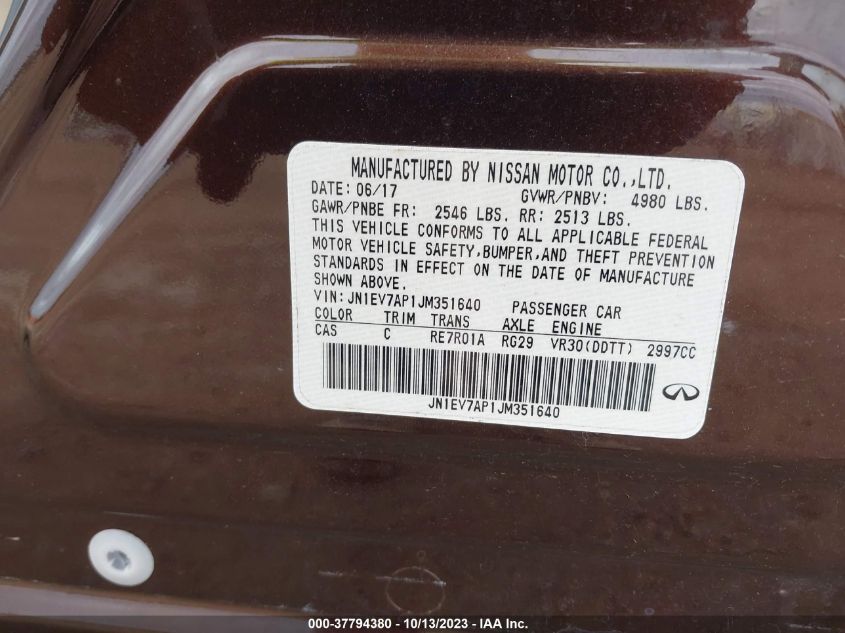 MANUFACTURED BY NISSAN MOTOR CO.,LTD.
DATE: 06/17 GVWR/PNBV: 4980 LBS.
GAWR/PNBE FR: 2546 LBS. RR: 2513 LBS.
THIS VEHICLE CONFORMS TO ALL APPLICABLE FEDERAL
MOTOR VEHICLE SAFETY,BUMPER,AND THEFT PREVENTION
STANDARDS IN EFFECT ON THE DATE OF MANUFACTURE
SHOWN ABOVE.
VIN:JN1EV7AP1JM351640 PASSENGER CAR
COLOR TRIM TRANS AXLE ENGINE
CAS C RE7R01A RG29 VR30(DDTT) 2997CC
JN1EV7AP1JM351640
000-37794380 - 10/13/2023 - IAA Inc.